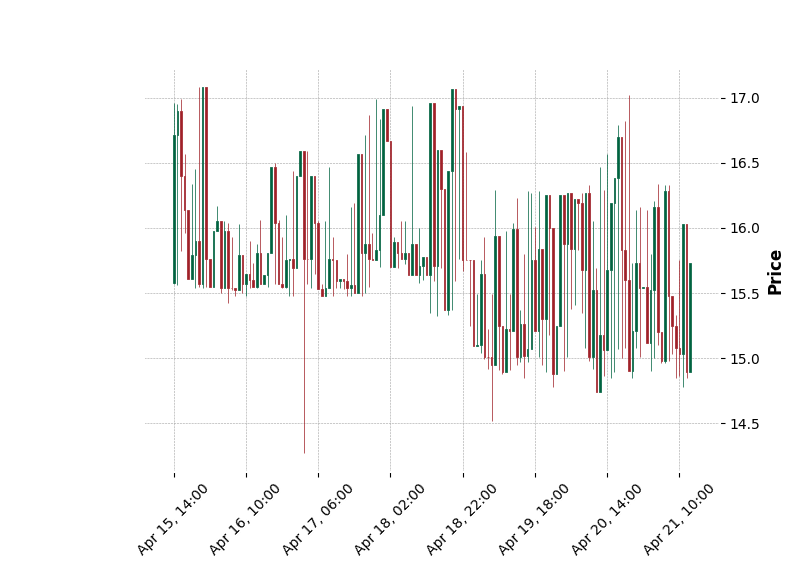 17.0
16.5
16.0
15.5
15.0
14.5
Price
Apr 15, 14:00
Apr 16, 10:00
Apr 17, 06:00
Apr 18, 02:00
Apr 18, 22:00
Apr 19, 18:00
Apr 20, 14:00
Apr 21, 10:00